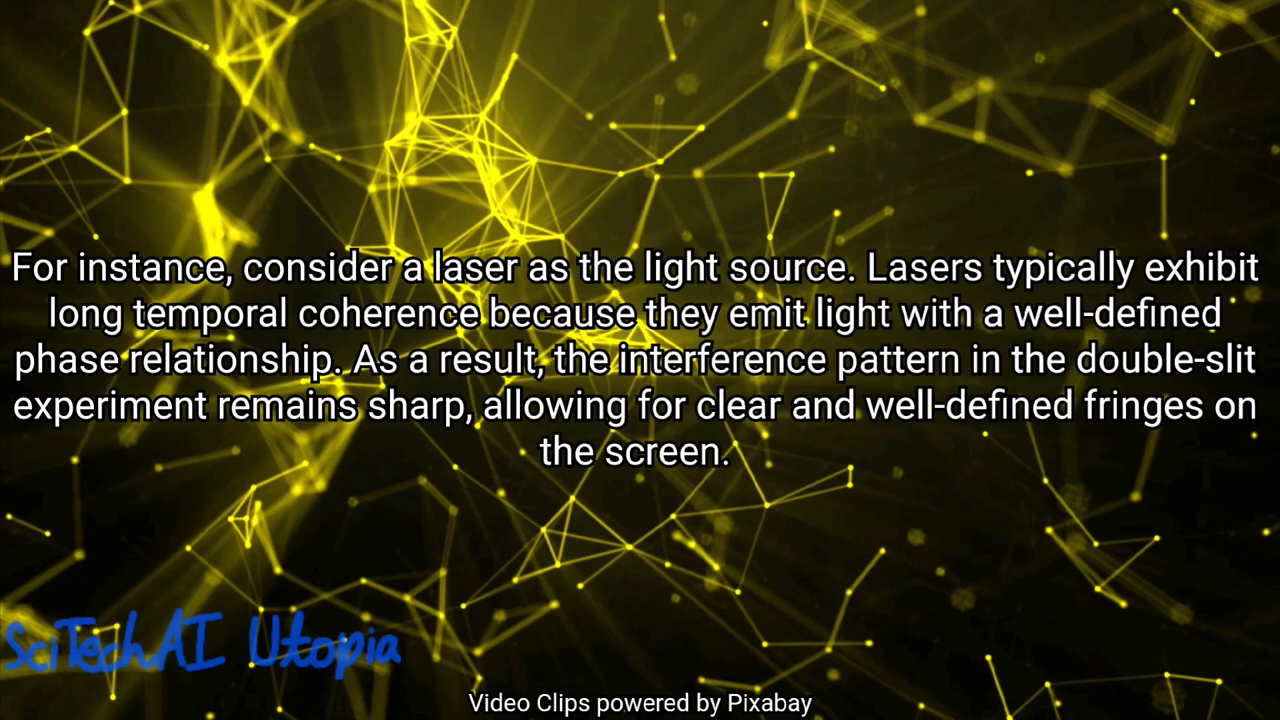 For instance, consider a laser as the light source. Lasers typically exhibit
long temporal coherence because they emit light with a well-defined
phase relationship. As a result, the interference pattern in the double-slit
experiment remains sharp, allowing for clear and well-defined fringes on
the screen.
SciTechAI Utopia
Video Clips powered by Pixabay